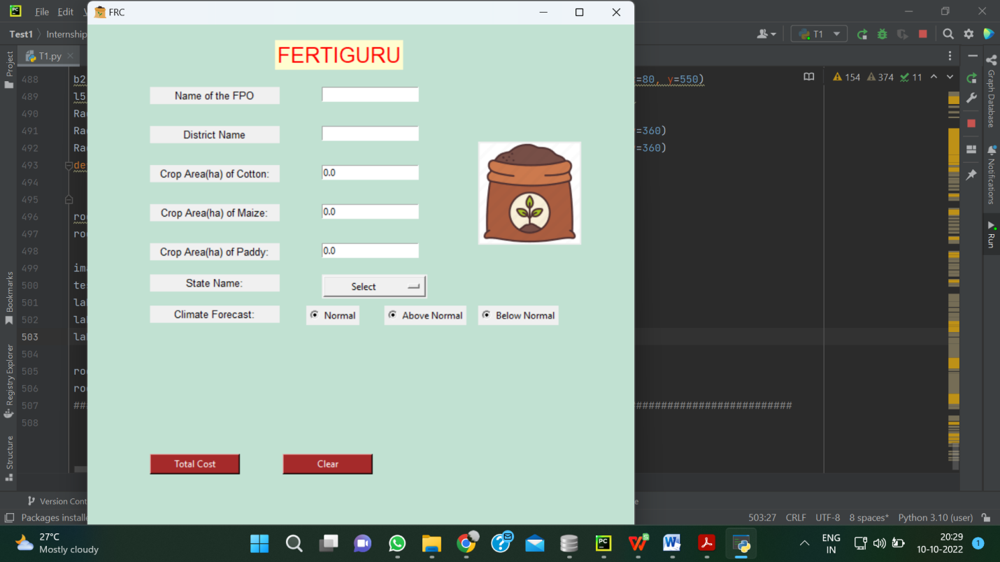 File Edit
FRC
Test1 Internship
T1
T1.py
154 374 11
FERTIGURU
Name of the FPO
District Name
Crop Area(ha) of Cotton:
0.0
Crop Area(ha) of Maize:
0.0
Crop Area(ha) of Paddy:
0.0
State Name:
Select
Climate Forecast:
Normal
Above Normal
Below Normal
Total Cost
Clear
488 b2 =80, y=550)
489 l5
490 Ra
491 Ra =360)
492 Ra =360)
493 de
494
495
496 ro
497 ro
498
499 im
500 te
501 la
502 la
503 la
504
505 ro
506 ro
507 ## ##########################
508
Project
Bookmarks
Registry Explorer
Structure
Graph Database
Notifications
Run
Version Cont
Packages install
503:27 CRLF UTF-8 8 spaces* Python 3.10 (user)
27°C
Mostly cloudy
ENG
IN
20:29
10-10-2022
1